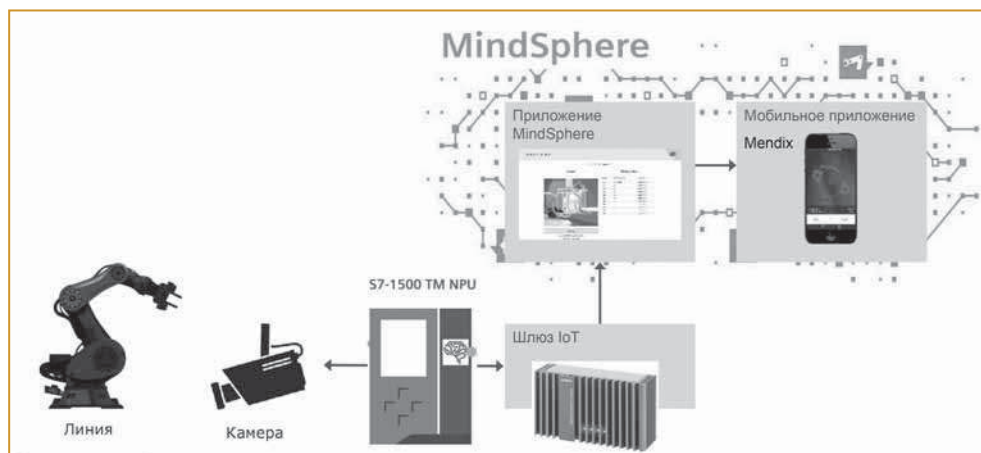 MindSphere
Приложение
MindSphere
Мобильное приложение
Mendix
S7-1500 TM NPU
Шлюз IoT
Линия
Камера